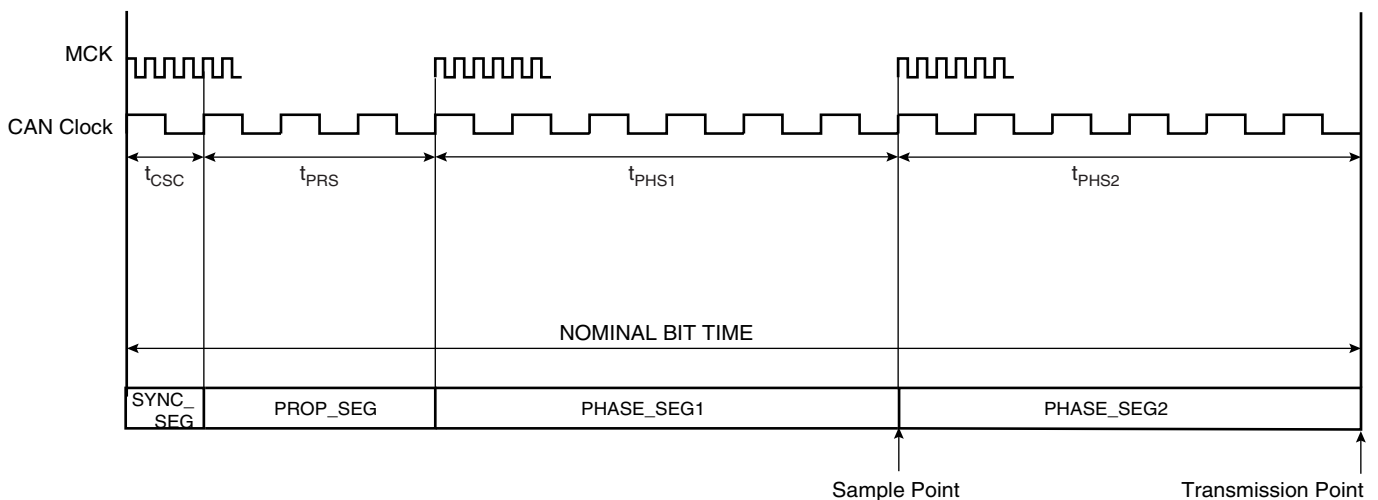 MCK
CAN Clock
tCSC tPRS tPHS1 tPHS2
NOMINAL BIT TIME
SYNC_
SEG
PROP_SEG PHASE_SEG1 PHASE_SEG2
Sample Point Transmission Point